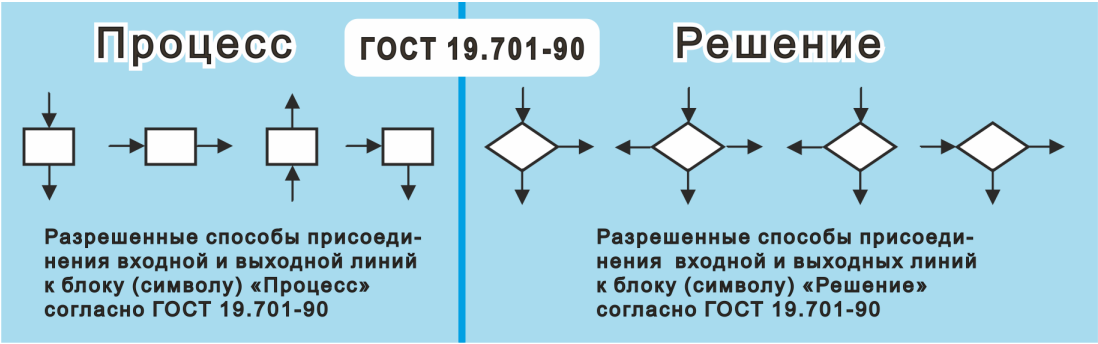 Процесс
ГОСТ 19.701-90
Решение
Разрешенные способы присоеди-
нения входной и выходной линий
к блоку (символу) «Процесс»
согласно ГОСТ 19.701-90
Разрешенные способы присоеди-
нения входной и выходных линий
к блоку (символу) «Решение»
согласно ГОСТ 19.701-90